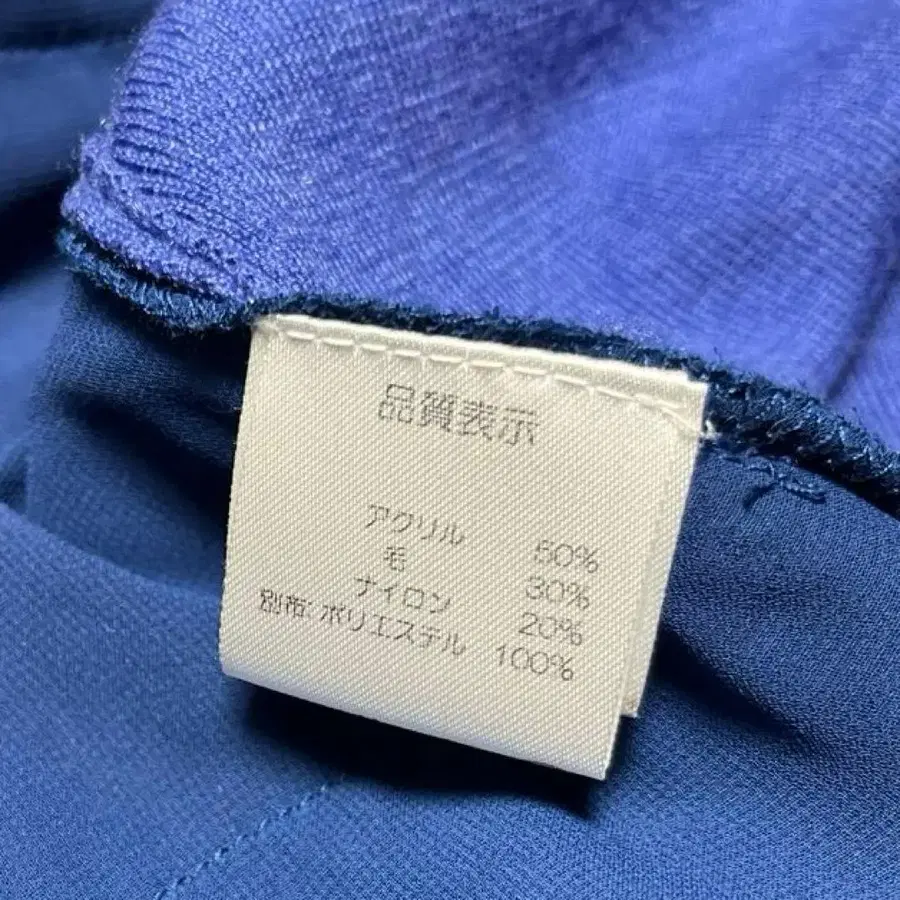 品質表示
アクリル 50%
毛 30%
ナイロン 20%
別布: ポリエステル 100%